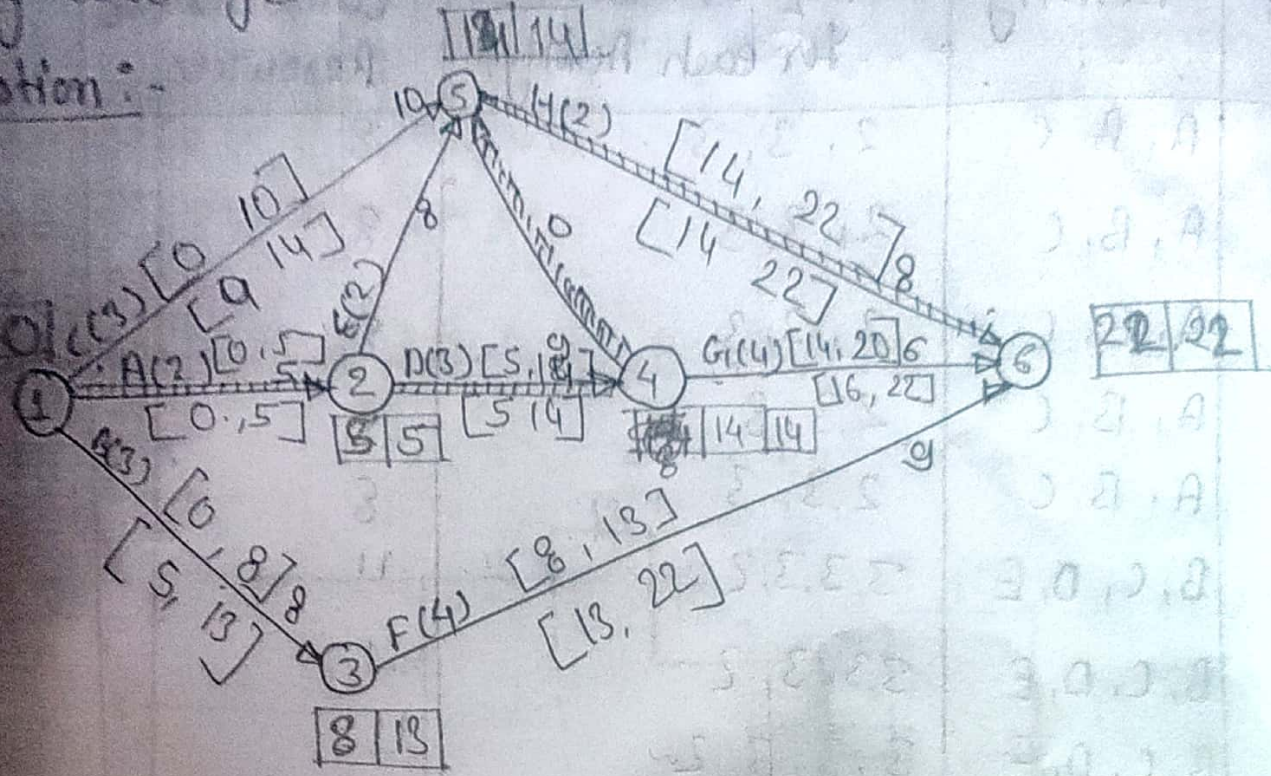 14 14
10 5 H(2)
[14, 22]
[14 22] 8
[0 10]
[9 14]
C(3)
8
E(2)
0
22 22
A(2) [0, 5] 5
1
[0, 5]
2
5 5
D(3) [5, 14] 9
[5 14]
4
14 14
G(4) [14, 20] 6
[16, 22]
6
B(3) [0, 8] 8
[5, 13]
3
8 13
F(4) [8, 13]
[13, 22]
9